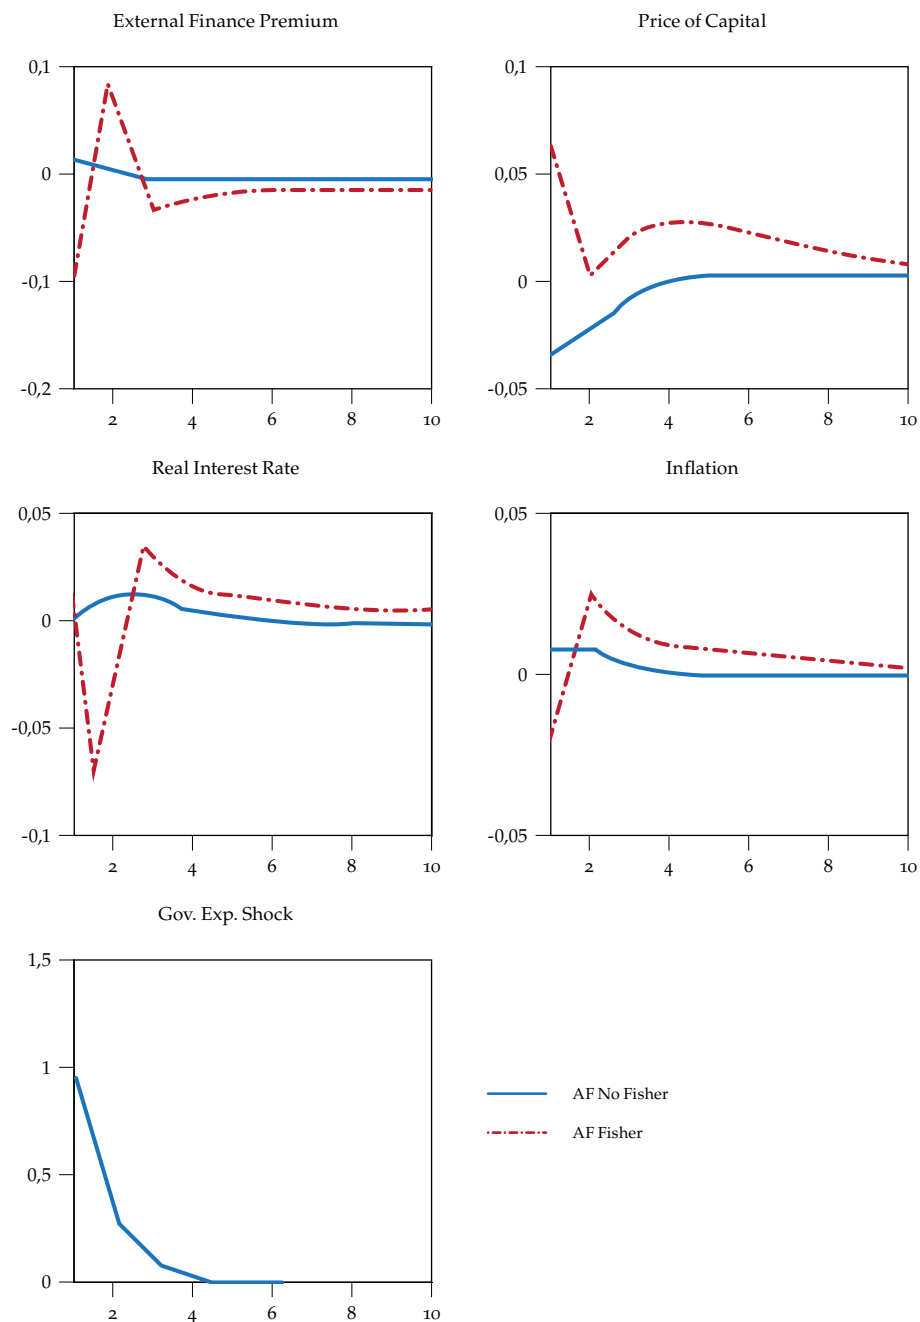 External Finance Premium
0,1
0
-0,1
-0,2
2 4 6 8 10
Price of Capital
0,1
0,05
0
-0,05
2 4 6 8 10
Real Interest Rate
0,05
0
-0,05
-0,1
2 4 6 8 10
Inflation
0,05
0
-0,05
2 4 6 8 10
Gov. Exp. Shock
1,5
1
0,5
0
2 4 6 8 10
AF No Fisher
AF Fisher